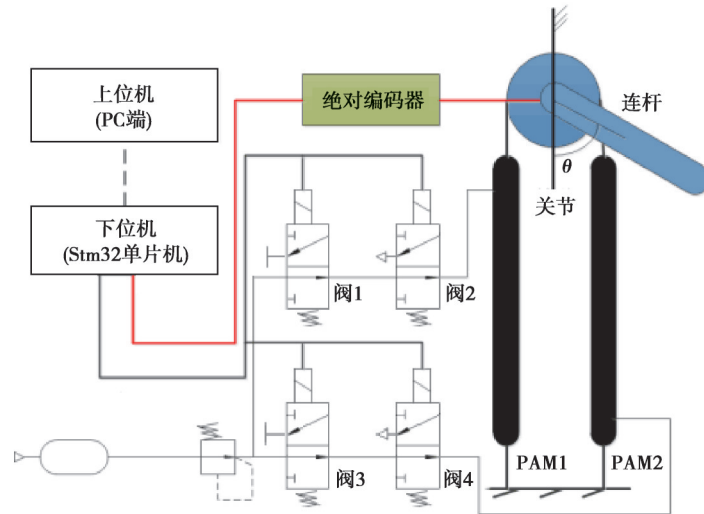 上位机
(PC端)
绝对编码器
连杆
θ
关节
下位机
(Stm32单片机)
阀1
阀2
阀3
阀4
PAM1
PAM2